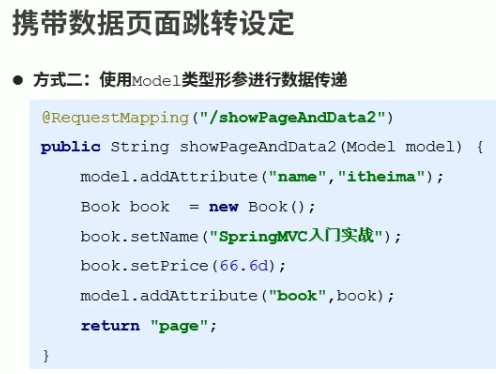 携带数据页面跳转设定
● 方式二：使用Model类型形参进行数据传递
@RequestMapping("/showPageAndData2")
public String showPageAndData2(Model model) {
    model.addAttribute("name","itheima");
    Book book  = new Book();
    book.setName("SpringMVC入门实战");
    book.setPrice(66.6d);
    model.addAttribute("book",book);
    return "page";
}